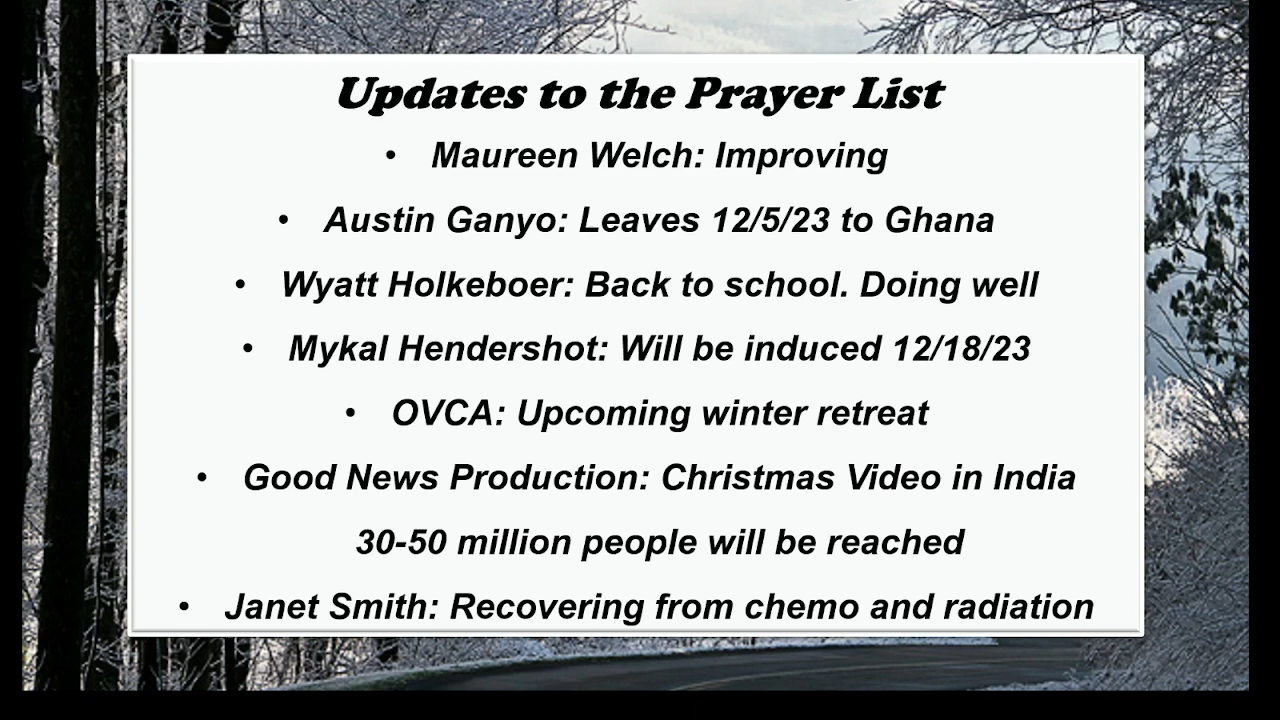 Updates to the Prayer List
• Maureen Welch: Improving
• Austin Ganyo: Leaves 12/5/23 to Ghana
• Wyatt Holkeboer: Back to school. Doing well
• Mykal Hendershot: Will be induced 12/18/23
• OVCA: Upcoming winter retreat
• Good News Production: Christmas Video in India
30-50 million people will be reached
• Janet Smith: Recovering from chemo and radiation